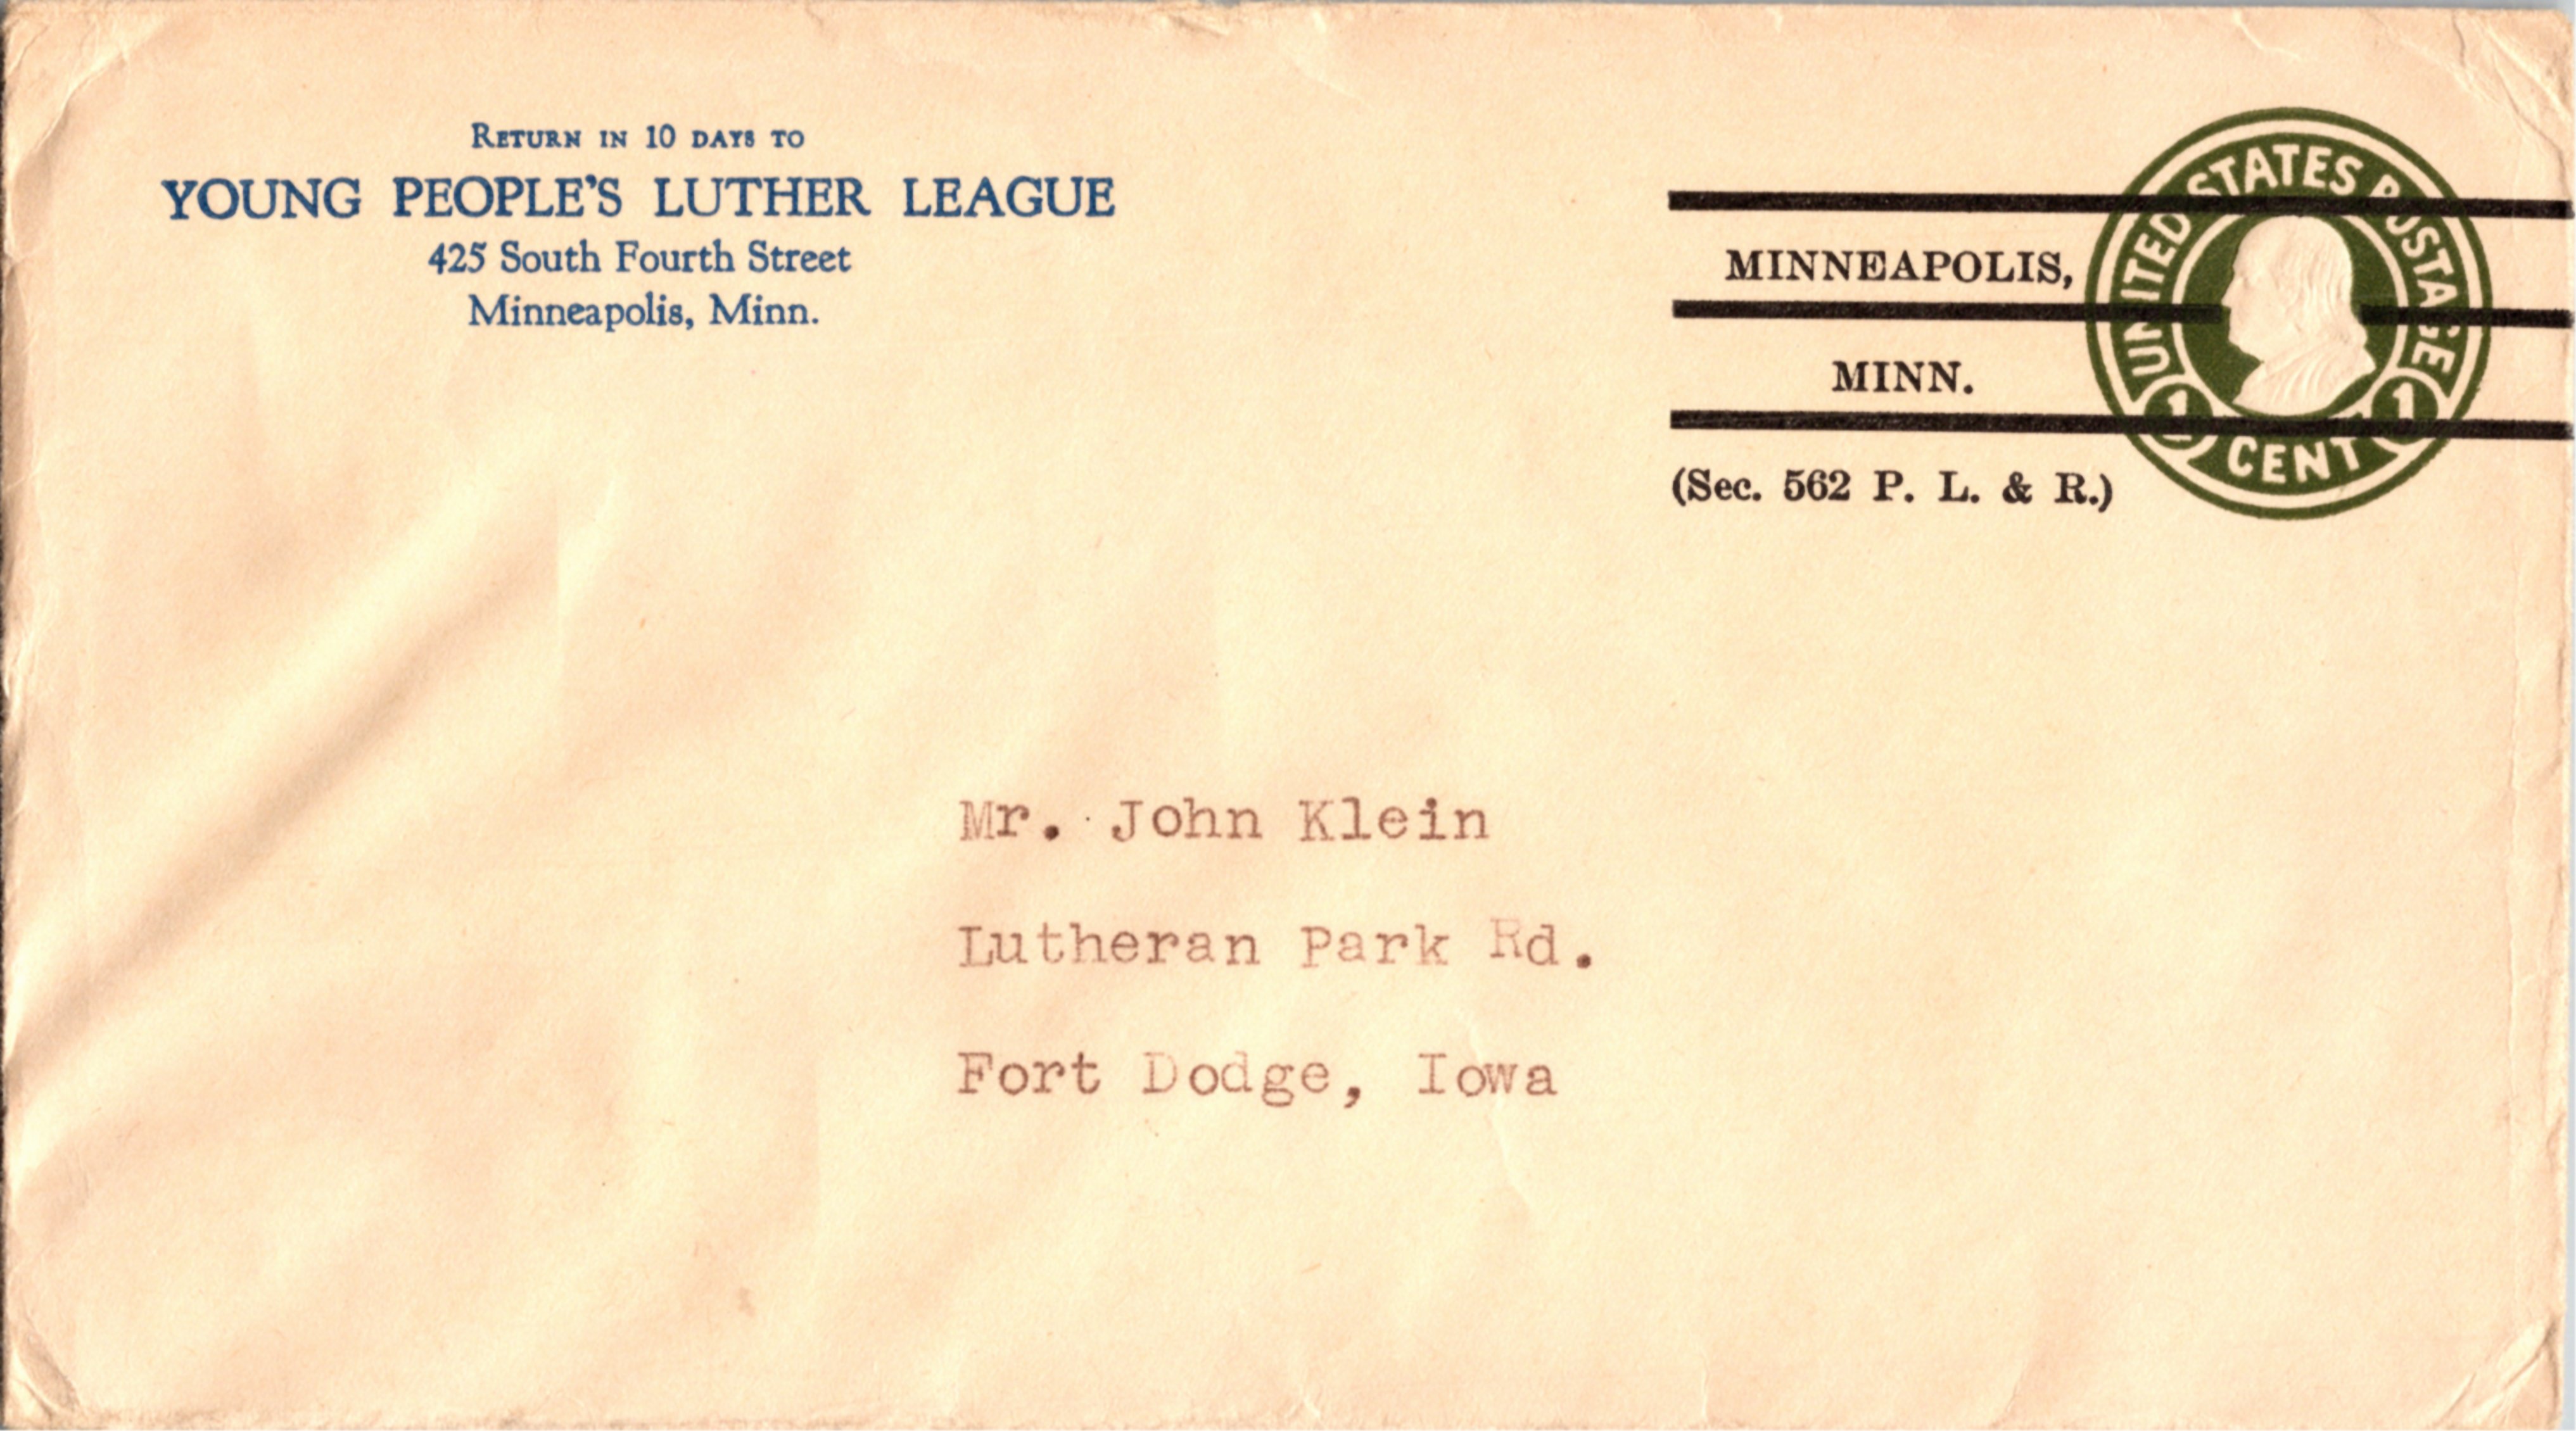 RETURN IN 10 DAYS TO
YOUNG PEOPLE'S LUTHER LEAGUE
425 South Fourth Street
Minneapolis, Minn.
MINNEAPOLIS,
MINN.
(Sec. 562 P. L. & R.)
UNITED STATES POSTAGE
1 CENT 1
Mr. John Klein
Lutheran Park Rd.
Fort Dodge, Iowa